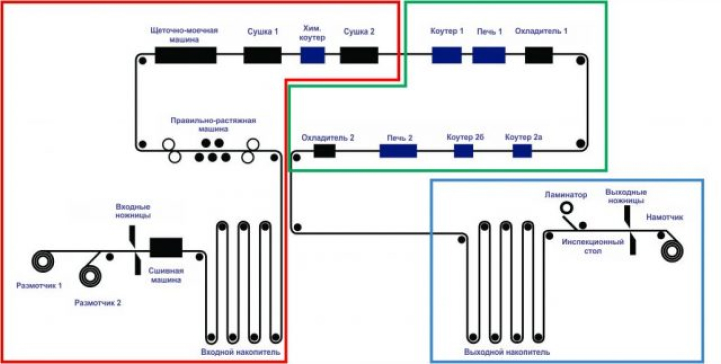 Щеточно-моечная
машина
Сушка 1
Хим.
коутер
Сушка 2
Коутер 1
Печь 1
Охладитель 1
Правильно-растяжная
машина
Охладитель 2
Печь 2
Коутер 2б
Коутер 2а
Входные
ножницы
Сшивная
машина
Размотчик 1
Размотчик 2
Входной накопитель
Ламинатор
Выходные
ножницы
Намотчик
Инспекционный
стол
Выходной накопитель